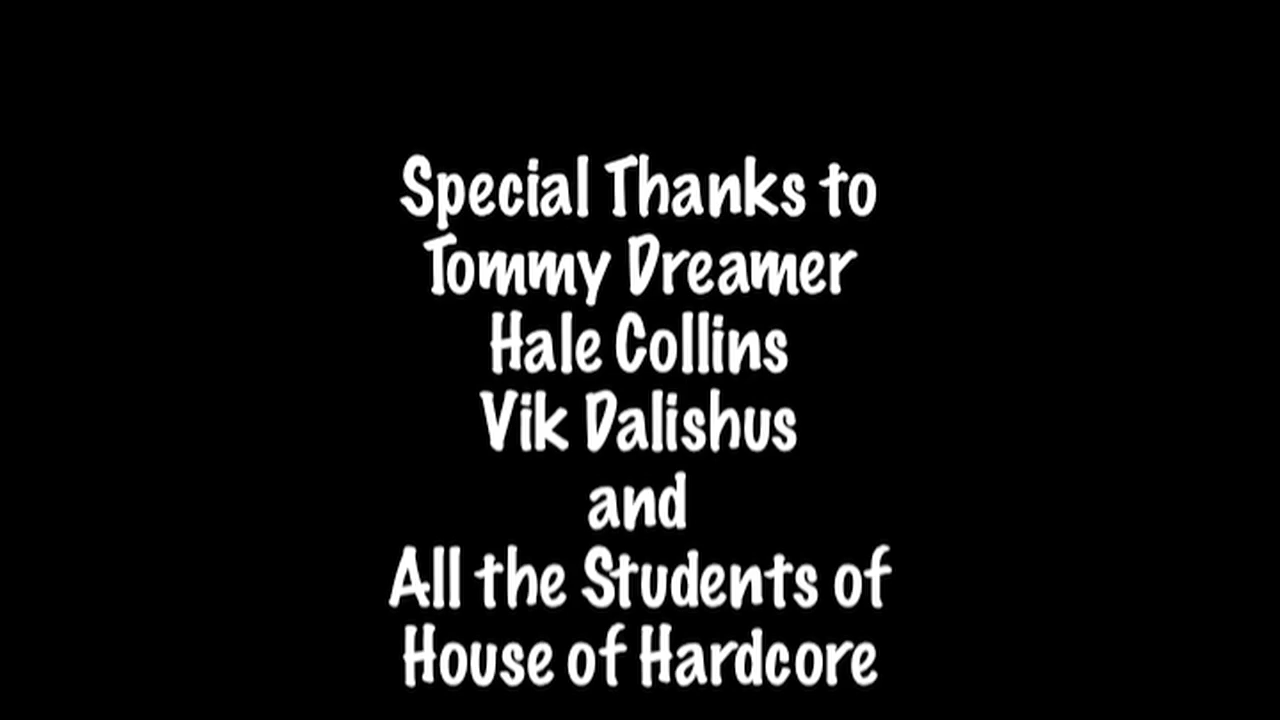 Special Thanks to
Tommy Dreamer
Hale Collins
Vik Dalishus
and
All the Students of
House of Hardcore